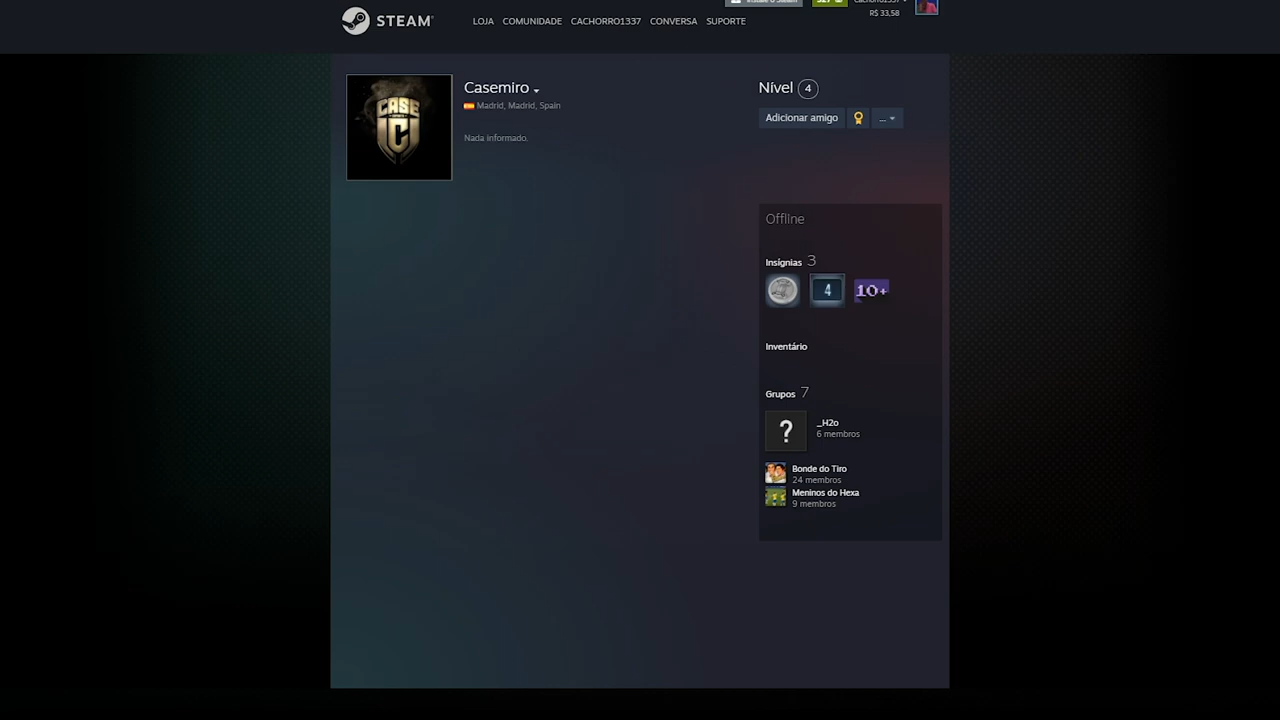 STEAM
LOJA COMUNIDADE CACHORRO1337 CONVERSA SUPORTE
R$ 33,58
CASE
Casemiro
Madrid, Madrid, Spain
Nada informado.
Nível 4
Adicionar amigo
...
Offline
Insígnias 3
4
10+
Inventário
Grupos 7
?
_H2o
6 membros
Bonde do Tiro
24 membros
Meninos do Hexa
9 membros